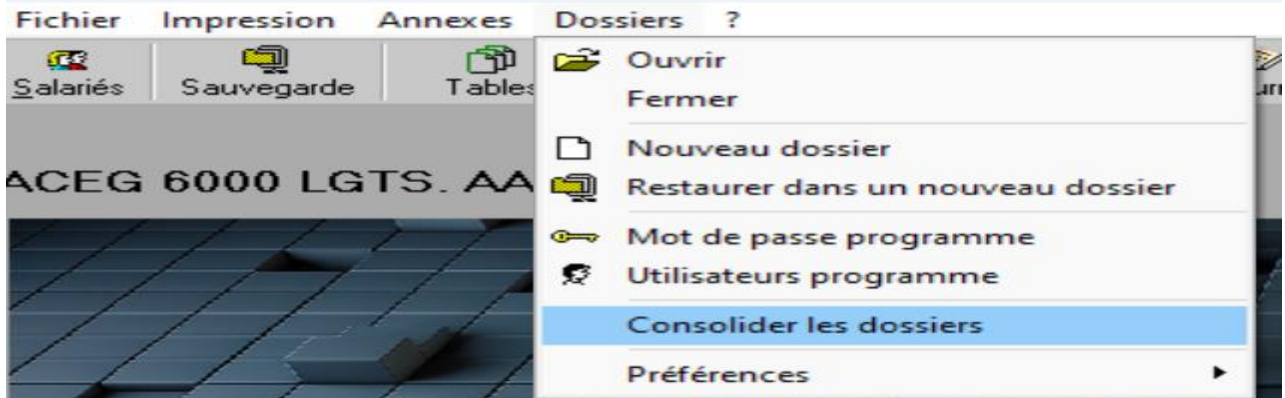 Fichier Impression Annexes Dossiers ?
Salariés Sauvegarde Tables
ACEG 6000 LGTS. AA
Ouvrir
Fermer
Nouveau dossier
Restaurer dans un nouveau dossier
Mot de passe programme
Utilisateurs programme
Consolider les dossiers
Préférences